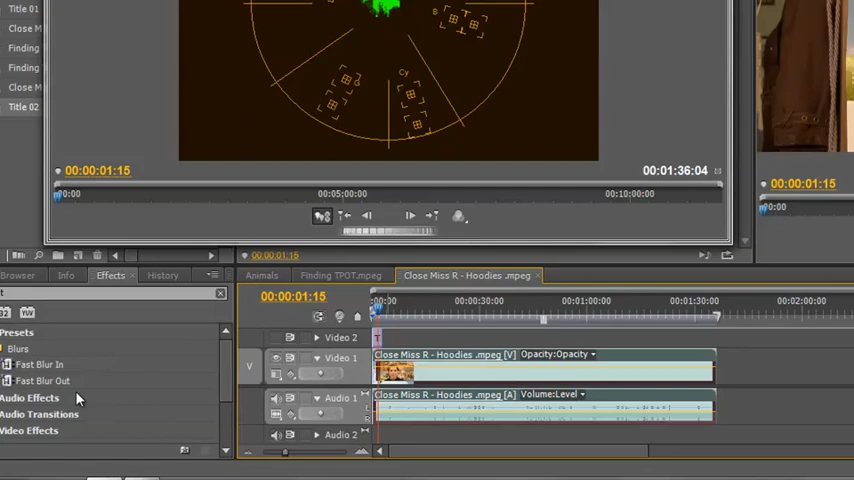 Title 01
Close M
Finding
Finding
Close M
Title 02
B
G
Cy
00:00:01:15
00:01:36:04
00:00
00:05:00:00
00:10:00:00
00:00:01:15
00:00
00:00:01:15
Browser
Info
Effects ×
History
Animals
Finding TPOT.mpeg
Close Miss R - Hoodies .mpeg ×
t
00:00:01:15
:00:00
00:00:30:00
00:01:00:00
00:01:30:00
00:02:00:00
32
YUV
Presets
Blurs
Fast Blur In
Fast Blur Out
Audio Effects
Audio Transitions
Video Effects
Video 2
T
V
Video 1
Close Miss R - Hoodies .mpeg [V] Opacity:Opacity
Audio 1
Close Miss R - Hoodies .mpeg [A] Volume:Level
L
R
Audio 2